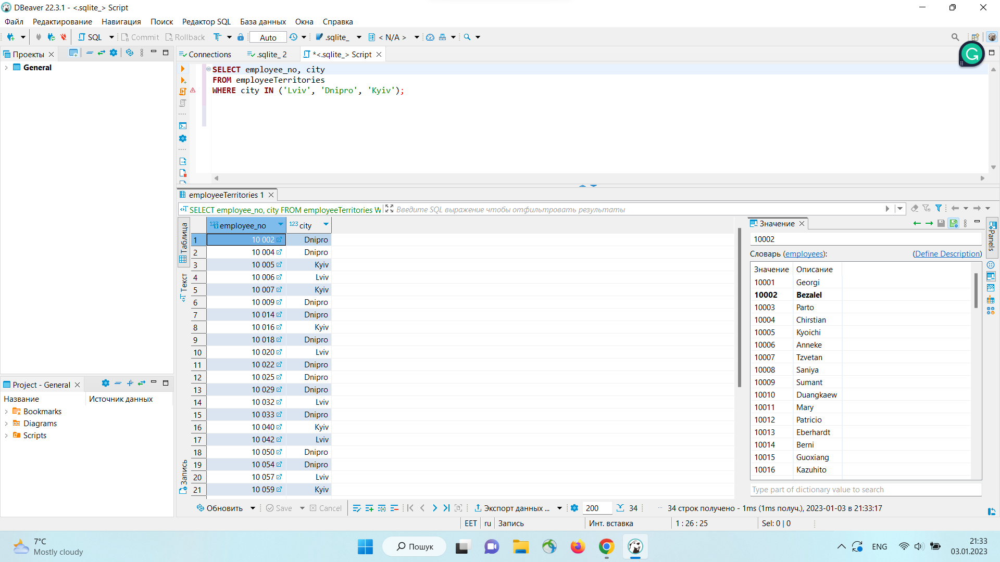 DBeaver 22.3.1 - <.sqlite_> Script
Файл Редактирование Навигация Поиск Редактор SQL База данных Окна Справка
SQL Commit Rollback Auto .sqlite_ < N/A >
Проекты
General
Connections .sqlite_ 2 *<.sqlite_> Script
SELECT employee_no, city
FROM employeeTerritories
WHERE city IN ('Lviv', 'Dnipro', 'Kyiv');
employeeTerritories 1
SELECT employee_no, city FROM employeeTerritories W Введите SQL выражение чтобы отфильтровать результаты
Таблица
Текст
Запись
123 employee_no 123 city
1 10 002 Dnipro
2 10 004 Dnipro
3 10 005 Kyiv
4 10 006 Lviv
5 10 007 Kyiv
6 10 009 Dnipro
7 10 014 Dnipro
8 10 016 Kyiv
9 10 018 Dnipro
10 10 020 Lviv
11 10 022 Dnipro
12 10 025 Dnipro
13 10 029 Dnipro
14 10 032 Lviv
15 10 033 Dnipro
16 10 040 Kyiv
17 10 042 Lviv
18 10 050 Dnipro
19 10 054 Dnipro
20 10 057 Lviv
21 10 059 Kyiv
Значение
Panels
10002
Словарь (employees): (Define Description)
Значение Описание
10001 Georgi
10002 Bezalel
10003 Parto
10004 Chirstian
10005 Kyoichi
10006 Anneke
10007 Tzvetan
10008 Saniya
10009 Sumant
10010 Duangkaew
10011 Mary
10012 Patricio
10013 Eberhardt
10014 Berni
10015 Guoxiang
10016 Kazuhito
Type part of dictionary value to search
Project - General
Название Источник данных
Bookmarks
Diagrams
Scripts
Обновить Save Cancel Экспорт данных ... 200 34 34 строк получено - 1ms (1ms получ.), 2023-01-03 в 21:33:17
EET ru Запись Инт. вставка 1 : 26 : 25 Sel: 0 | 0
7°C
Mostly cloudy
Пошук
ENG
21:33
03.01.2023